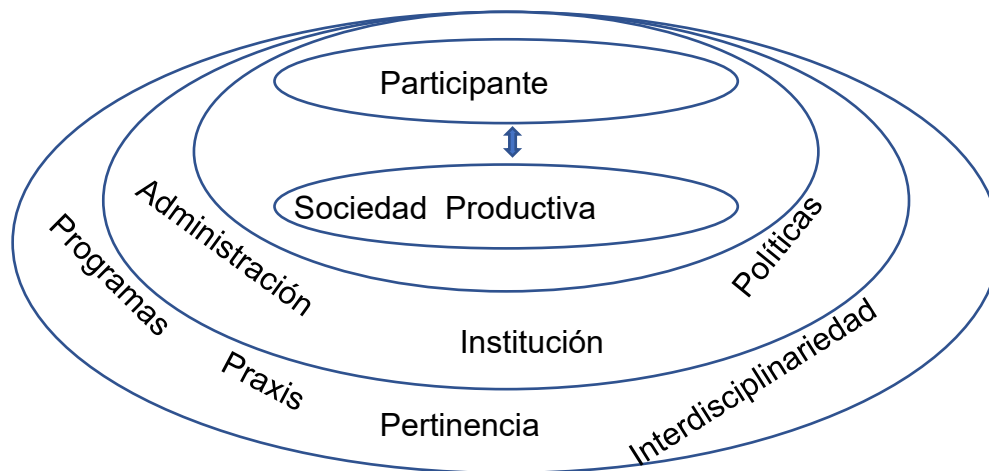 Participante
Sociedad Productiva
Administración
Políticas
Institución
Programas
Praxis
Pertinencia
Interdisciplinariedad